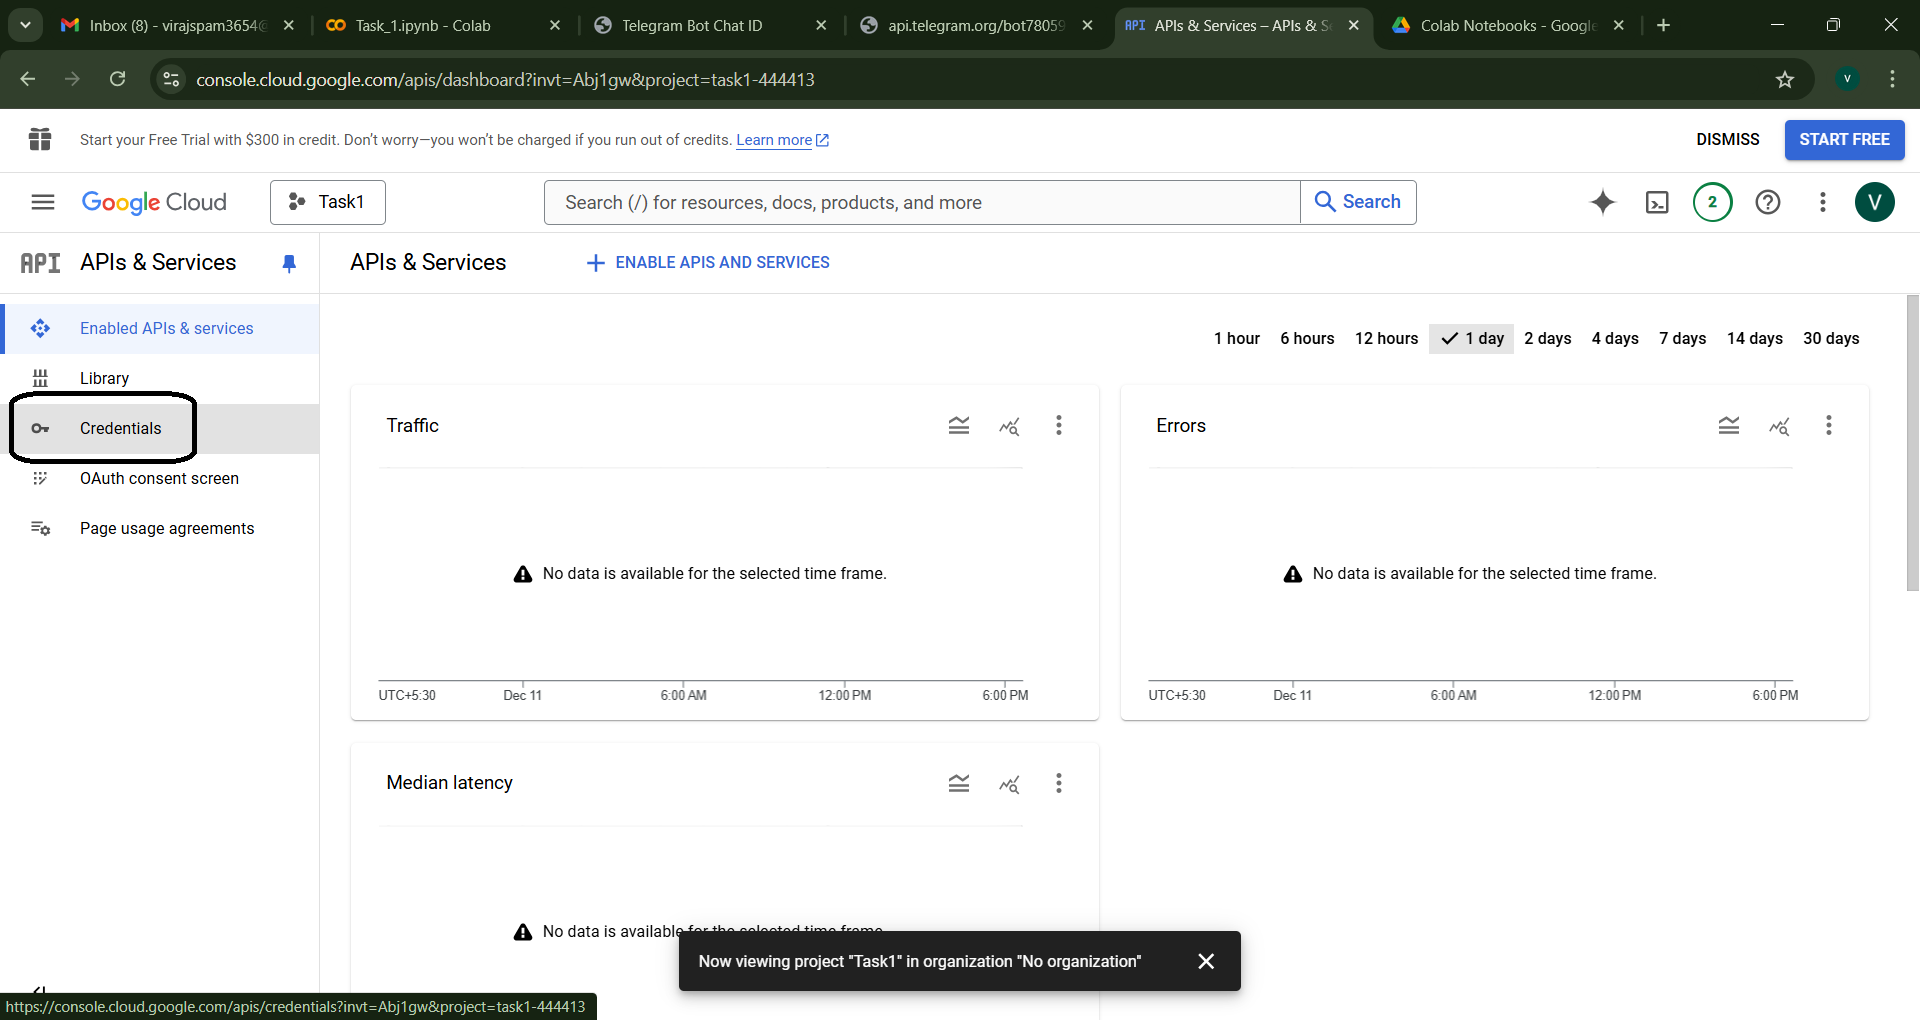 Inbox (8) - virajspam3654@
Task_1.ipynb - Colab
Telegram Bot Chat ID
api.telegram.org/bot78059
API APIs & Services – APIs & Se
Colab Notebooks - Google
console.cloud.google.com/apis/dashboard?invt=Abj1gw&project=task1-444413
V
Start your Free Trial with $300 in credit. Don't worry—you won't be charged if you run out of credits. Learn more
DISMISS
START FREE
Google Cloud
Task1
Search (/) for resources, docs, products, and more
Search
2
V
API APIs & Services
APIs & Services
ENABLE APIS AND SERVICES
Enabled APIs & services
Library
Credentials
OAuth consent screen
Page usage agreements
1 hour 6 hours 12 hours 1 day 2 days 4 days 7 days 14 days 30 days
Traffic
No data is available for the selected time frame.
UTC+5:30 Dec 11 6:00 AM 12:00 PM 6:00 PM
Errors
No data is available for the selected time frame.
UTC+5:30 Dec 11 6:00 AM 12:00 PM 6:00 PM
Median latency
No data is available for the selected time frame.
Now viewing project "Task1" in organization "No organization"
https://console.cloud.google.com/apis/credentials?invt=Abj1gw&project=task1-444413